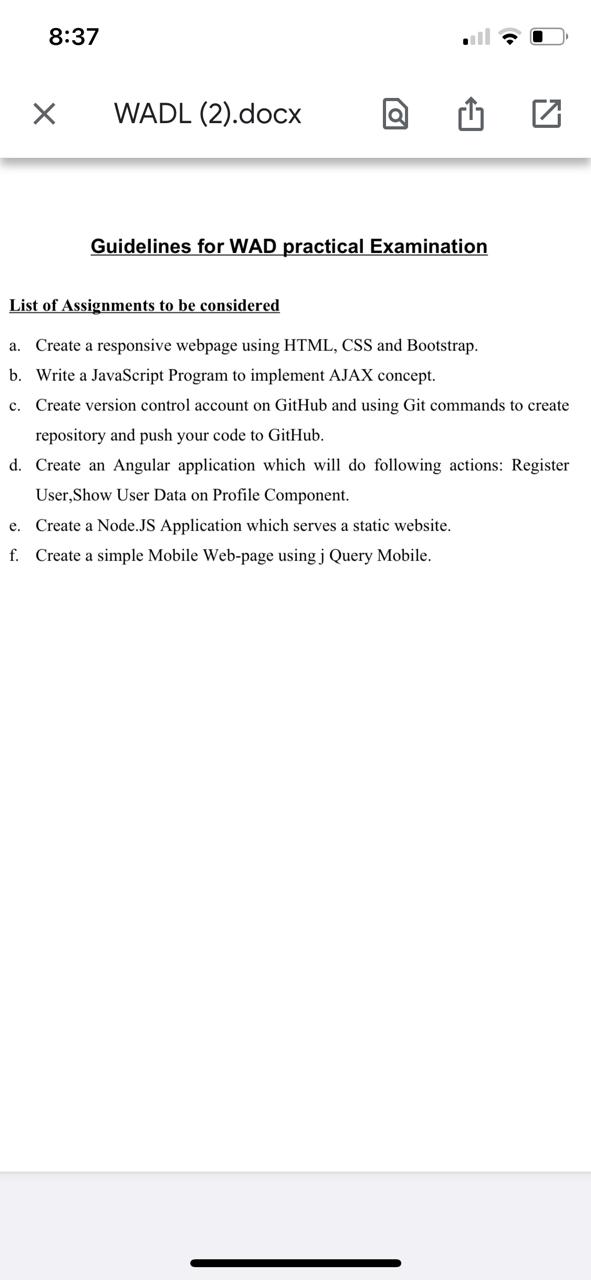 8:37
WADL (2).docx
Guidelines for WAD practical Examination
List of Assignments to be considered
a. Create a responsive webpage using HTML, CSS and Bootstrap.
b. Write a JavaScript Program to implement AJAX concept.
c. Create version control account on GitHub and using Git commands to create
repository and push your code to GitHub.
d. Create an Angular application which will do following actions: Register
User,Show User Data on Profile Component.
e. Create a Node.JS Application which serves a static website.
f. Create a simple Mobile Web-page using j Query Mobile.